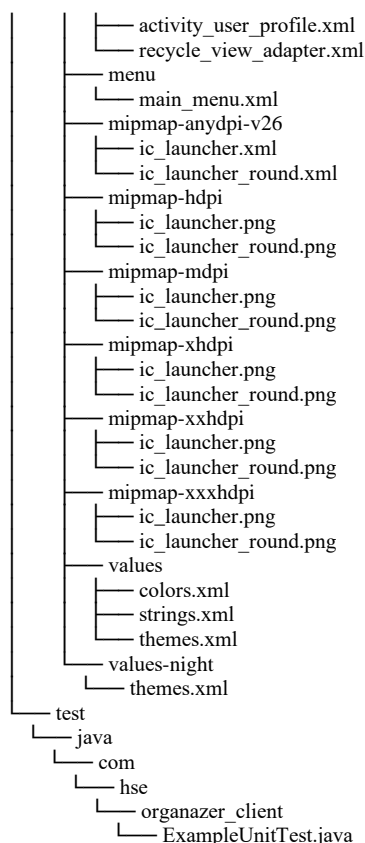 activity_user_profile.xml
recycle_view_adapter.xml
menu
main_menu.xml
mipmap-anydpi-v26
ic_launcher.xml
ic_launcher_round.xml
mipmap-hdpi
ic_launcher.png
ic_launcher_round.png
mipmap-mdpi
ic_launcher.png
ic_launcher_round.png
mipmap-xhdpi
ic_launcher.png
ic_launcher_round.png
mipmap-xxhdpi
ic_launcher.png
ic_launcher_round.png
mipmap-xxxhdpi
ic_launcher.png
ic_launcher_round.png
values
colors.xml
strings.xml
themes.xml
values-night
themes.xml
test
java
com
hse
organazer_client
ExampleUnitTest.java